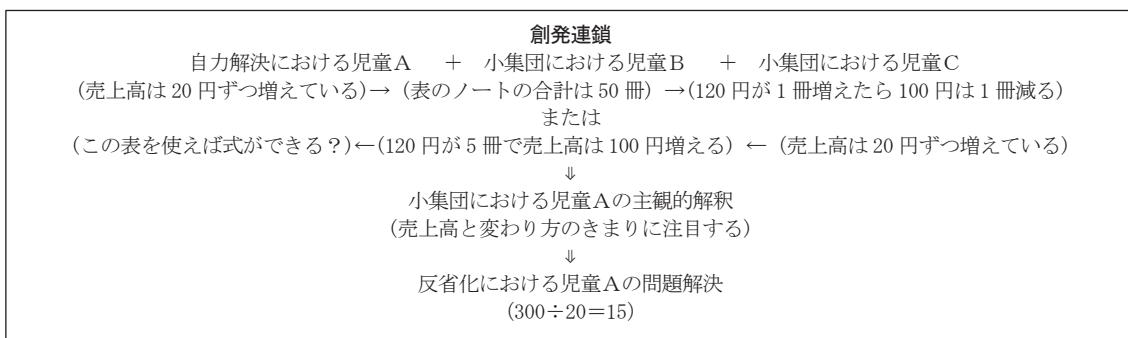 創発連鎖
自力解決における児童A ＋ 小集団における児童B ＋ 小集団における児童C
(売上高は 20 円ずつ増えている)→（表のノートの合計は 50 冊）→(120 円が 1 冊増えたら 100 円は 1 冊減る)
または
(この表を使えば式ができる？)←(120 円が 5 冊で売上高は 100 円増える) ← (売上高は 20 円ずつ増えている)
⇓
小集団における児童Aの主観的解釈
(売上高と変わり方のきまりに注目する)
⇓
反省化における児童Aの問題解決
(300÷20＝15)